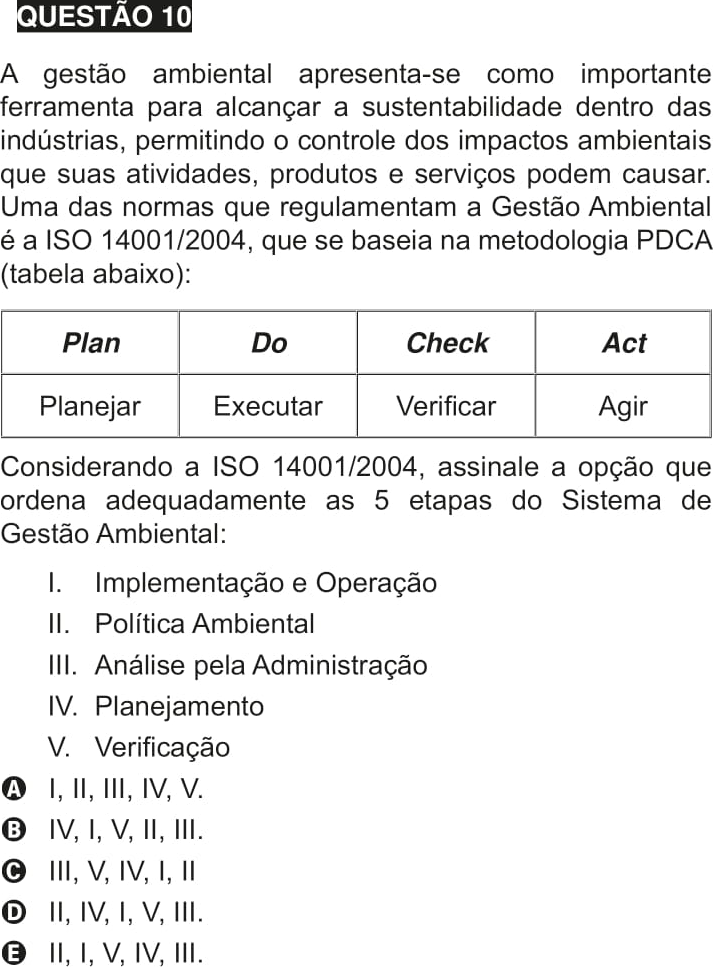 QUESTÃO 10
A gestão ambiental apresenta-se como importante
ferramenta para alcançar a sustentabilidade dentro das
indústrias, permitindo o controle dos impactos ambientais
que suas atividades, produtos e serviços podem causar.
Uma das normas que regulamentam a Gestão Ambiental
é a ISO 14001/2004, que se baseia na metodologia PDCA
(tabela abaixo):
Plan Do Check Act
Planejar Executar Verificar Agir
Considerando a ISO 14001/2004, assinale a opção que
ordena adequadamente as 5 etapas do Sistema de
Gestão Ambiental:
I. Implementação e Operação
II. Política Ambiental
III. Análise pela Administração
IV. Planejamento
V. Verificação
A I, II, III, IV, V.
B IV, I, V, II, III.
C III, V, IV, I, II
D II, IV, I, V, III.
E II, I, V, IV, III.